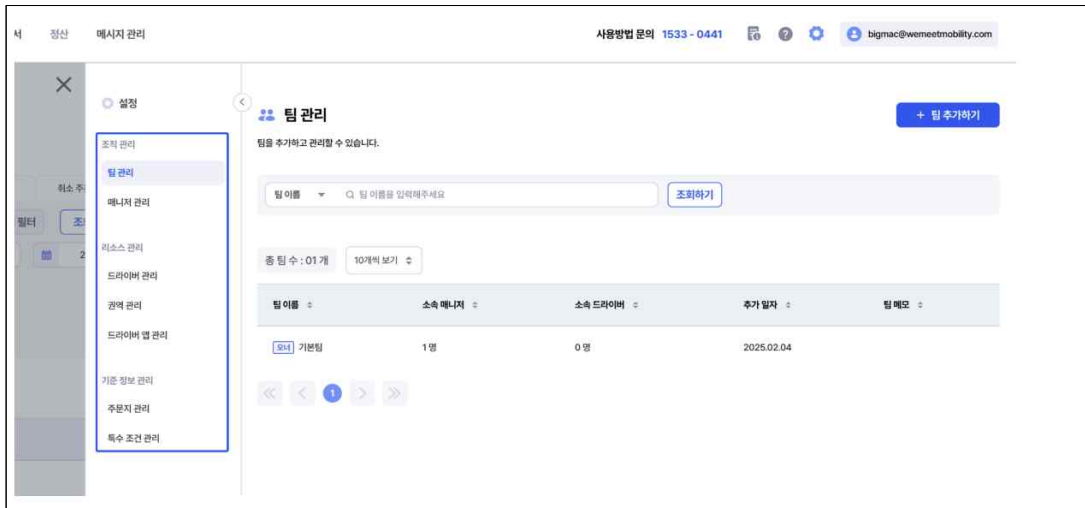 서 정산 메시지 관리 사용방법 문의 1533 - 0441 bigmac@wemeetmobility.com
설정
조직 관리
팀 관리
매니저 관리
리소스 관리
드라이버 관리
권역 관리
드라이버 앱 관리
기준 정보 관리
주문지 관리
특수 조건 관리
취소 주
필터 조
2
팀 관리
+ 팀 추가하기
팀을 추가하고 관리할 수 있습니다.
팀 이름 팀 이름을 입력해주세요 조회하기
총 팀 수 : 01 개 10개씩 보기
팀 이름 소속 매니저 소속 드라이버 추가 일자 팀 메모
오너 기본팀 1 명 0 명 2025.02.04
1